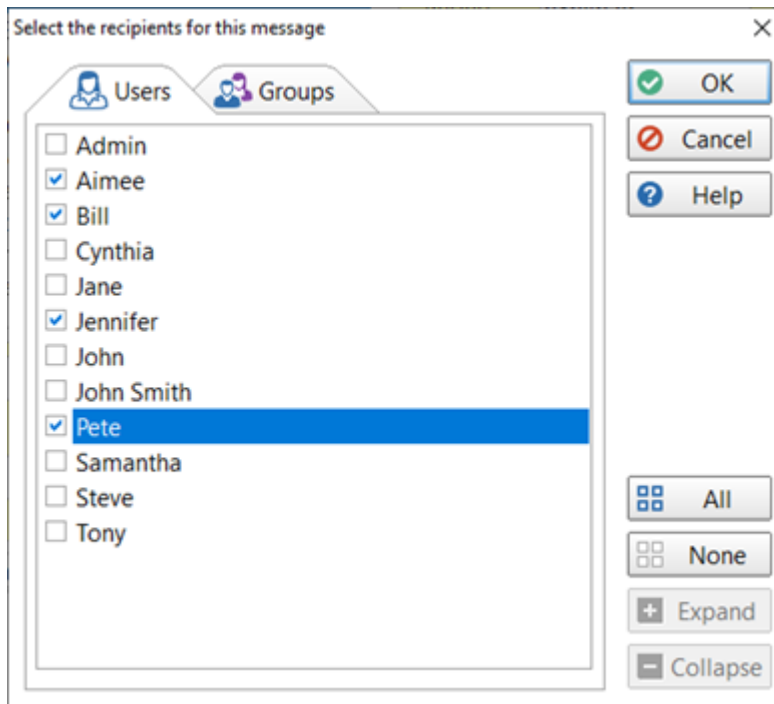 Select the recipients for this message
Users
Groups
Admin
Aimee
Bill
Cynthia
Jane
Jennifer
John
John Smith
Pete
Samantha
Steve
Tony
OK
Cancel
Help
All
None
Expand
Collapse